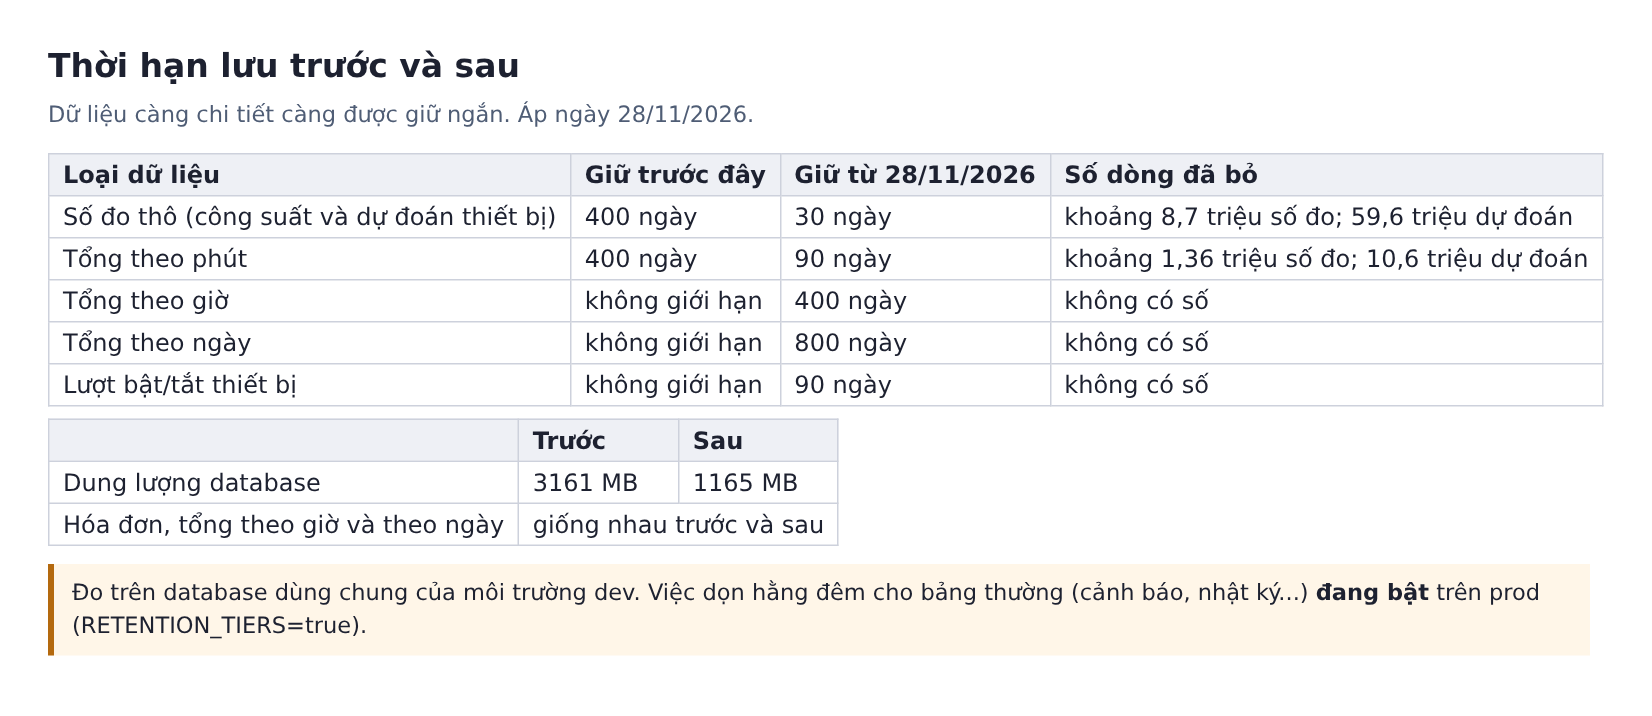 Thời hạn lưu trước và sau
Dữ liệu càng chi tiết càng được giữ ngắn. Áp ngày 28/11/2026.
Loại dữ liệu Giữ trước đây Giữ từ 28/11/2026 Số dòng đã bỏ
Số đo thô (công suất và dự đoán thiết bị) 400 ngày 30 ngày khoảng 8,7 triệu số đo; 59,6 triệu dự đoán
Tổng theo phút 400 ngày 90 ngày khoảng 1,36 triệu số đo; 10,6 triệu dự đoán
Tổng theo giờ không giới hạn 400 ngày không có số
Tổng theo ngày không giới hạn 800 ngày không có số
Lượt bật/tắt thiết bị không giới hạn 90 ngày không có số
Trước Sau
Dung lượng database 3161 MB 1165 MB
Hóa đơn, tổng theo giờ và theo ngày giống nhau trước và sau
Đo trên database dùng chung của môi trường dev. Việc dọn hằng đêm cho bảng thường (cảnh báo, nhật ký...) đang bật trên prod
(RETENTION_TIERS=true).